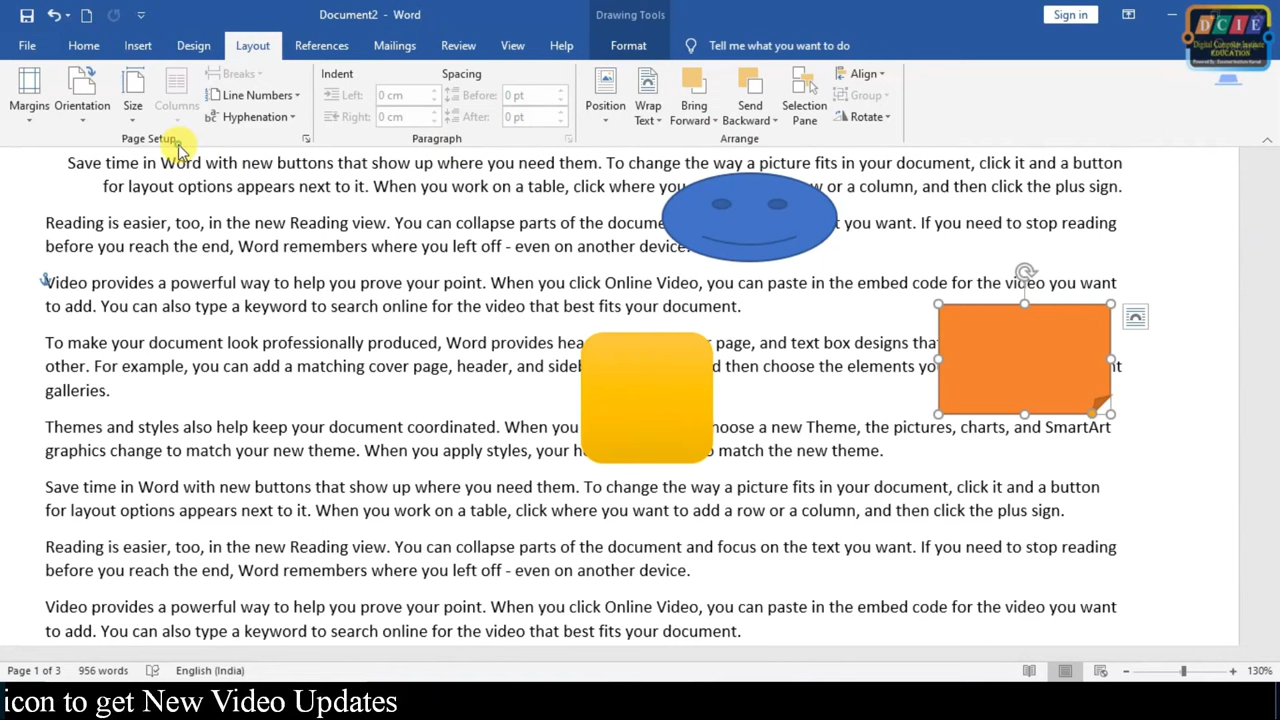 Document2 - Word
Drawing Tools
Sign in
DCIE
Digital Computer Institute
EDUCATION
File Home Insert Design Layout References Mailings Review View Help Format Tell me what you want to do
Margins
Orientation
Size
Columns
Breaks
Line Numbers
Hyphenation
Page Setup
Indent
Left: 0 cm
Right: 0 cm
Spacing
Before: 0 pt
After: 0 pt
Paragraph
Position
Wrap
Text
Bring
Forward
Send
Backward
Selection
Pane
Align
Group
Rotate
Arrange
Save time in Word with new buttons that show up where you need them. To change the way a picture fits in your document, click it and a button
for layout options appears next to it. When you work on a table, click where you w or a column, and then click the plus sign.
Reading is easier, too, in the new Reading view. You can collapse parts of the docume t you want. If you need to stop reading
before you reach the end, Word remembers where you left off - even on another device.
Video provides a powerful way to help you prove your point. When you click Online Video, you can paste in the embed code for the video you want
to add. You can also type a keyword to search online for the video that best fits your document.
To make your document look professionally produced, Word provides hea page, and text box designs tha
other. For example, you can add a matching cover page, header, and sideb d then choose the elements yo t
galleries.
Themes and styles also help keep your document coordinated. When you hoose a new Theme, the pictures, charts, and SmartArt
graphics change to match your new theme. When you apply styles, your h o match the new theme.
Save time in Word with new buttons that show up where you need them. To change the way a picture fits in your document, click it and a button
for layout options appears next to it. When you work on a table, click where you want to add a row or a column, and then click the plus sign.
Reading is easier, too, in the new Reading view. You can collapse parts of the document and focus on the text you want. If you need to stop reading
before you reach the end, Word remembers where you left off - even on another device.
Video provides a powerful way to help you prove your point. When you click Online Video, you can paste in the embed code for the video you want
to add. You can also type a keyword to search online for the video that best fits your document.
Page 1 of 3 956 words English (India) 130%
icon to get New Video Updates